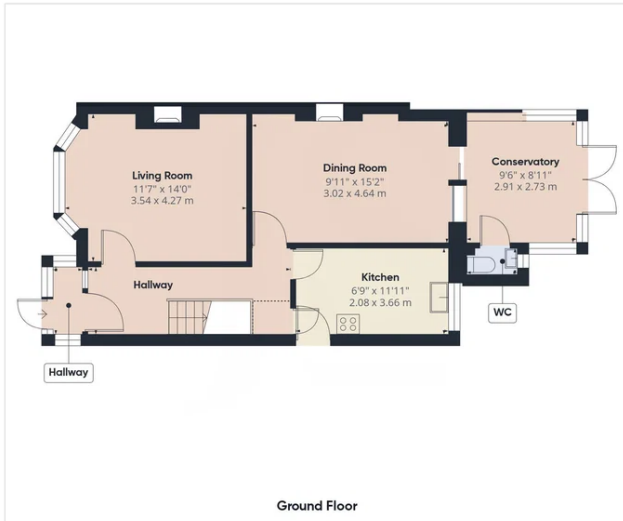 Living Room
11'7" x 14'0"
3.54 x 4.27 m
Dining Room
9'11" x 15'2"
3.02 x 4.64 m
Conservatory
9'6" x 8'11"
2.91 x 2.73 m
Hallway
Kitchen
6'9" x 11'11"
2.08 x 3.66 m
WC
Hallway
Ground Floor